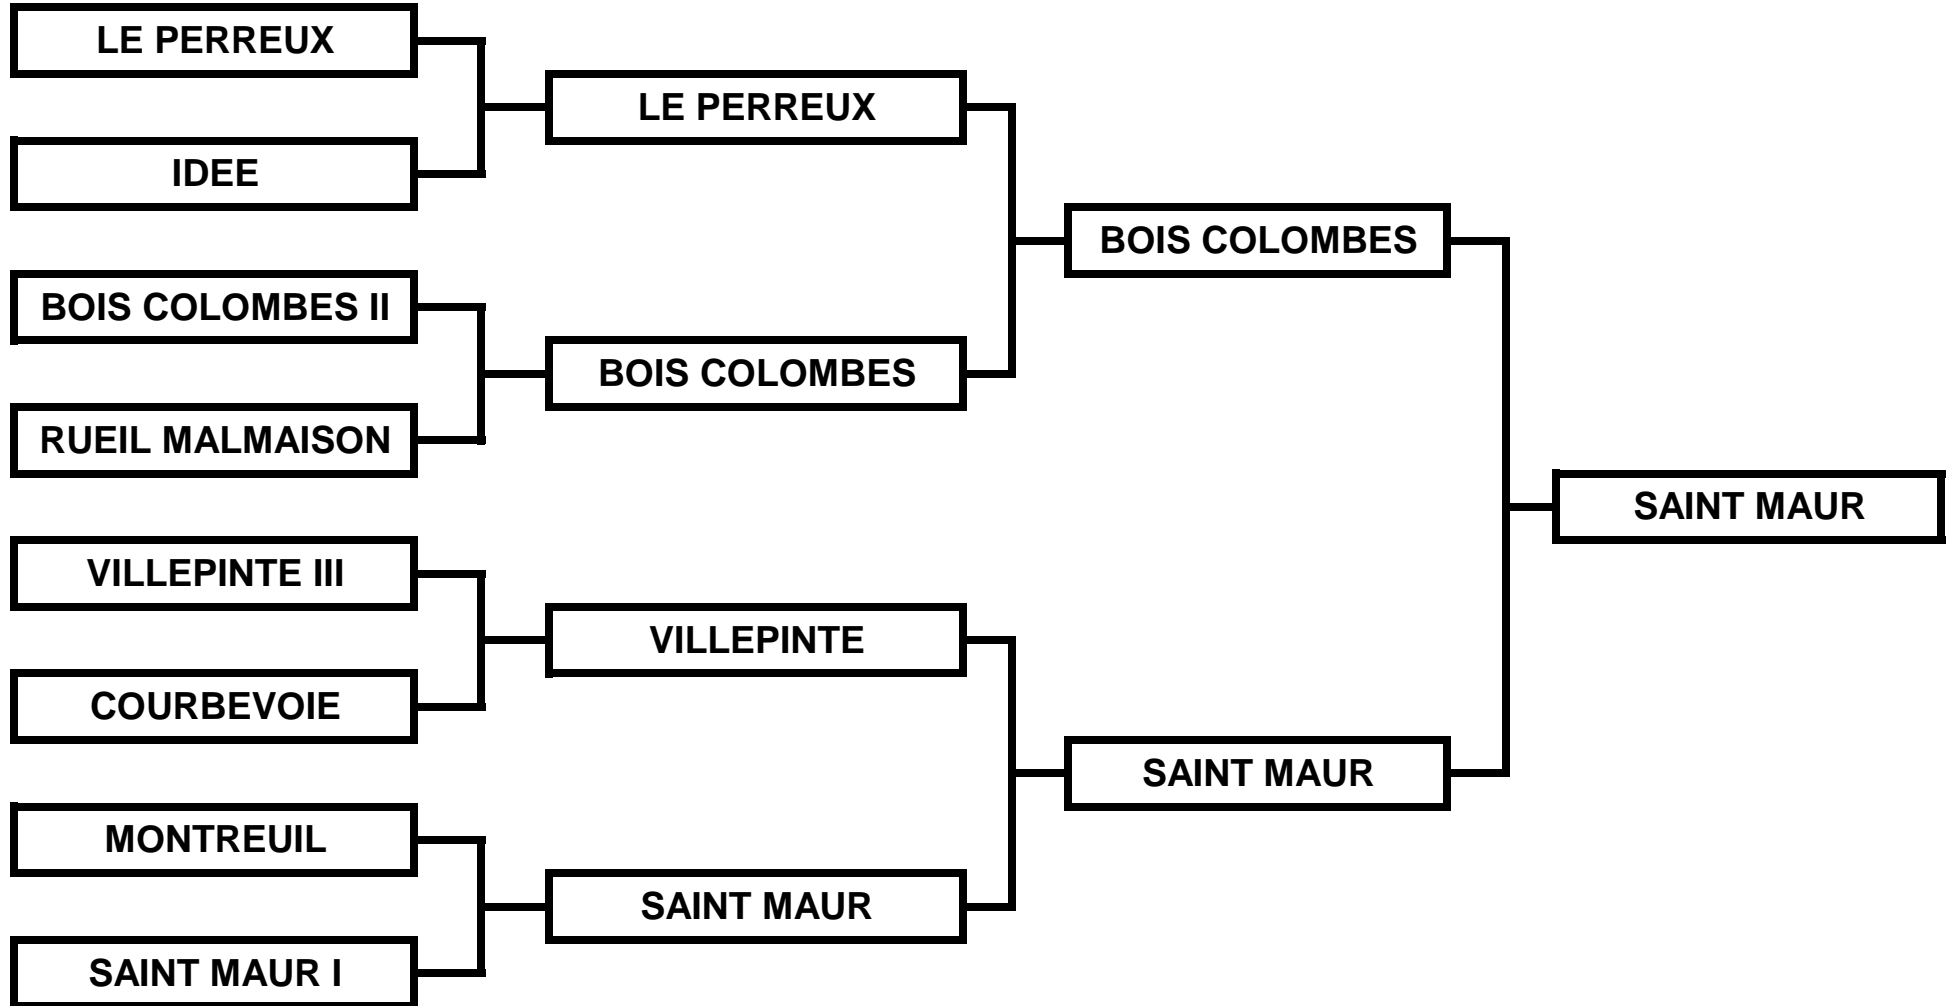 LE PERREUX
LE PERREUX
IDEE
BOIS COLOMBES
BOIS COLOMBES II
BOIS COLOMBES
RUEIL MALMAISON
SAINT MAUR
VILLEPINTE III
VILLEPINTE
COURBEVOIE
SAINT MAUR
MONTREUIL
SAINT MAUR
SAINT MAUR I